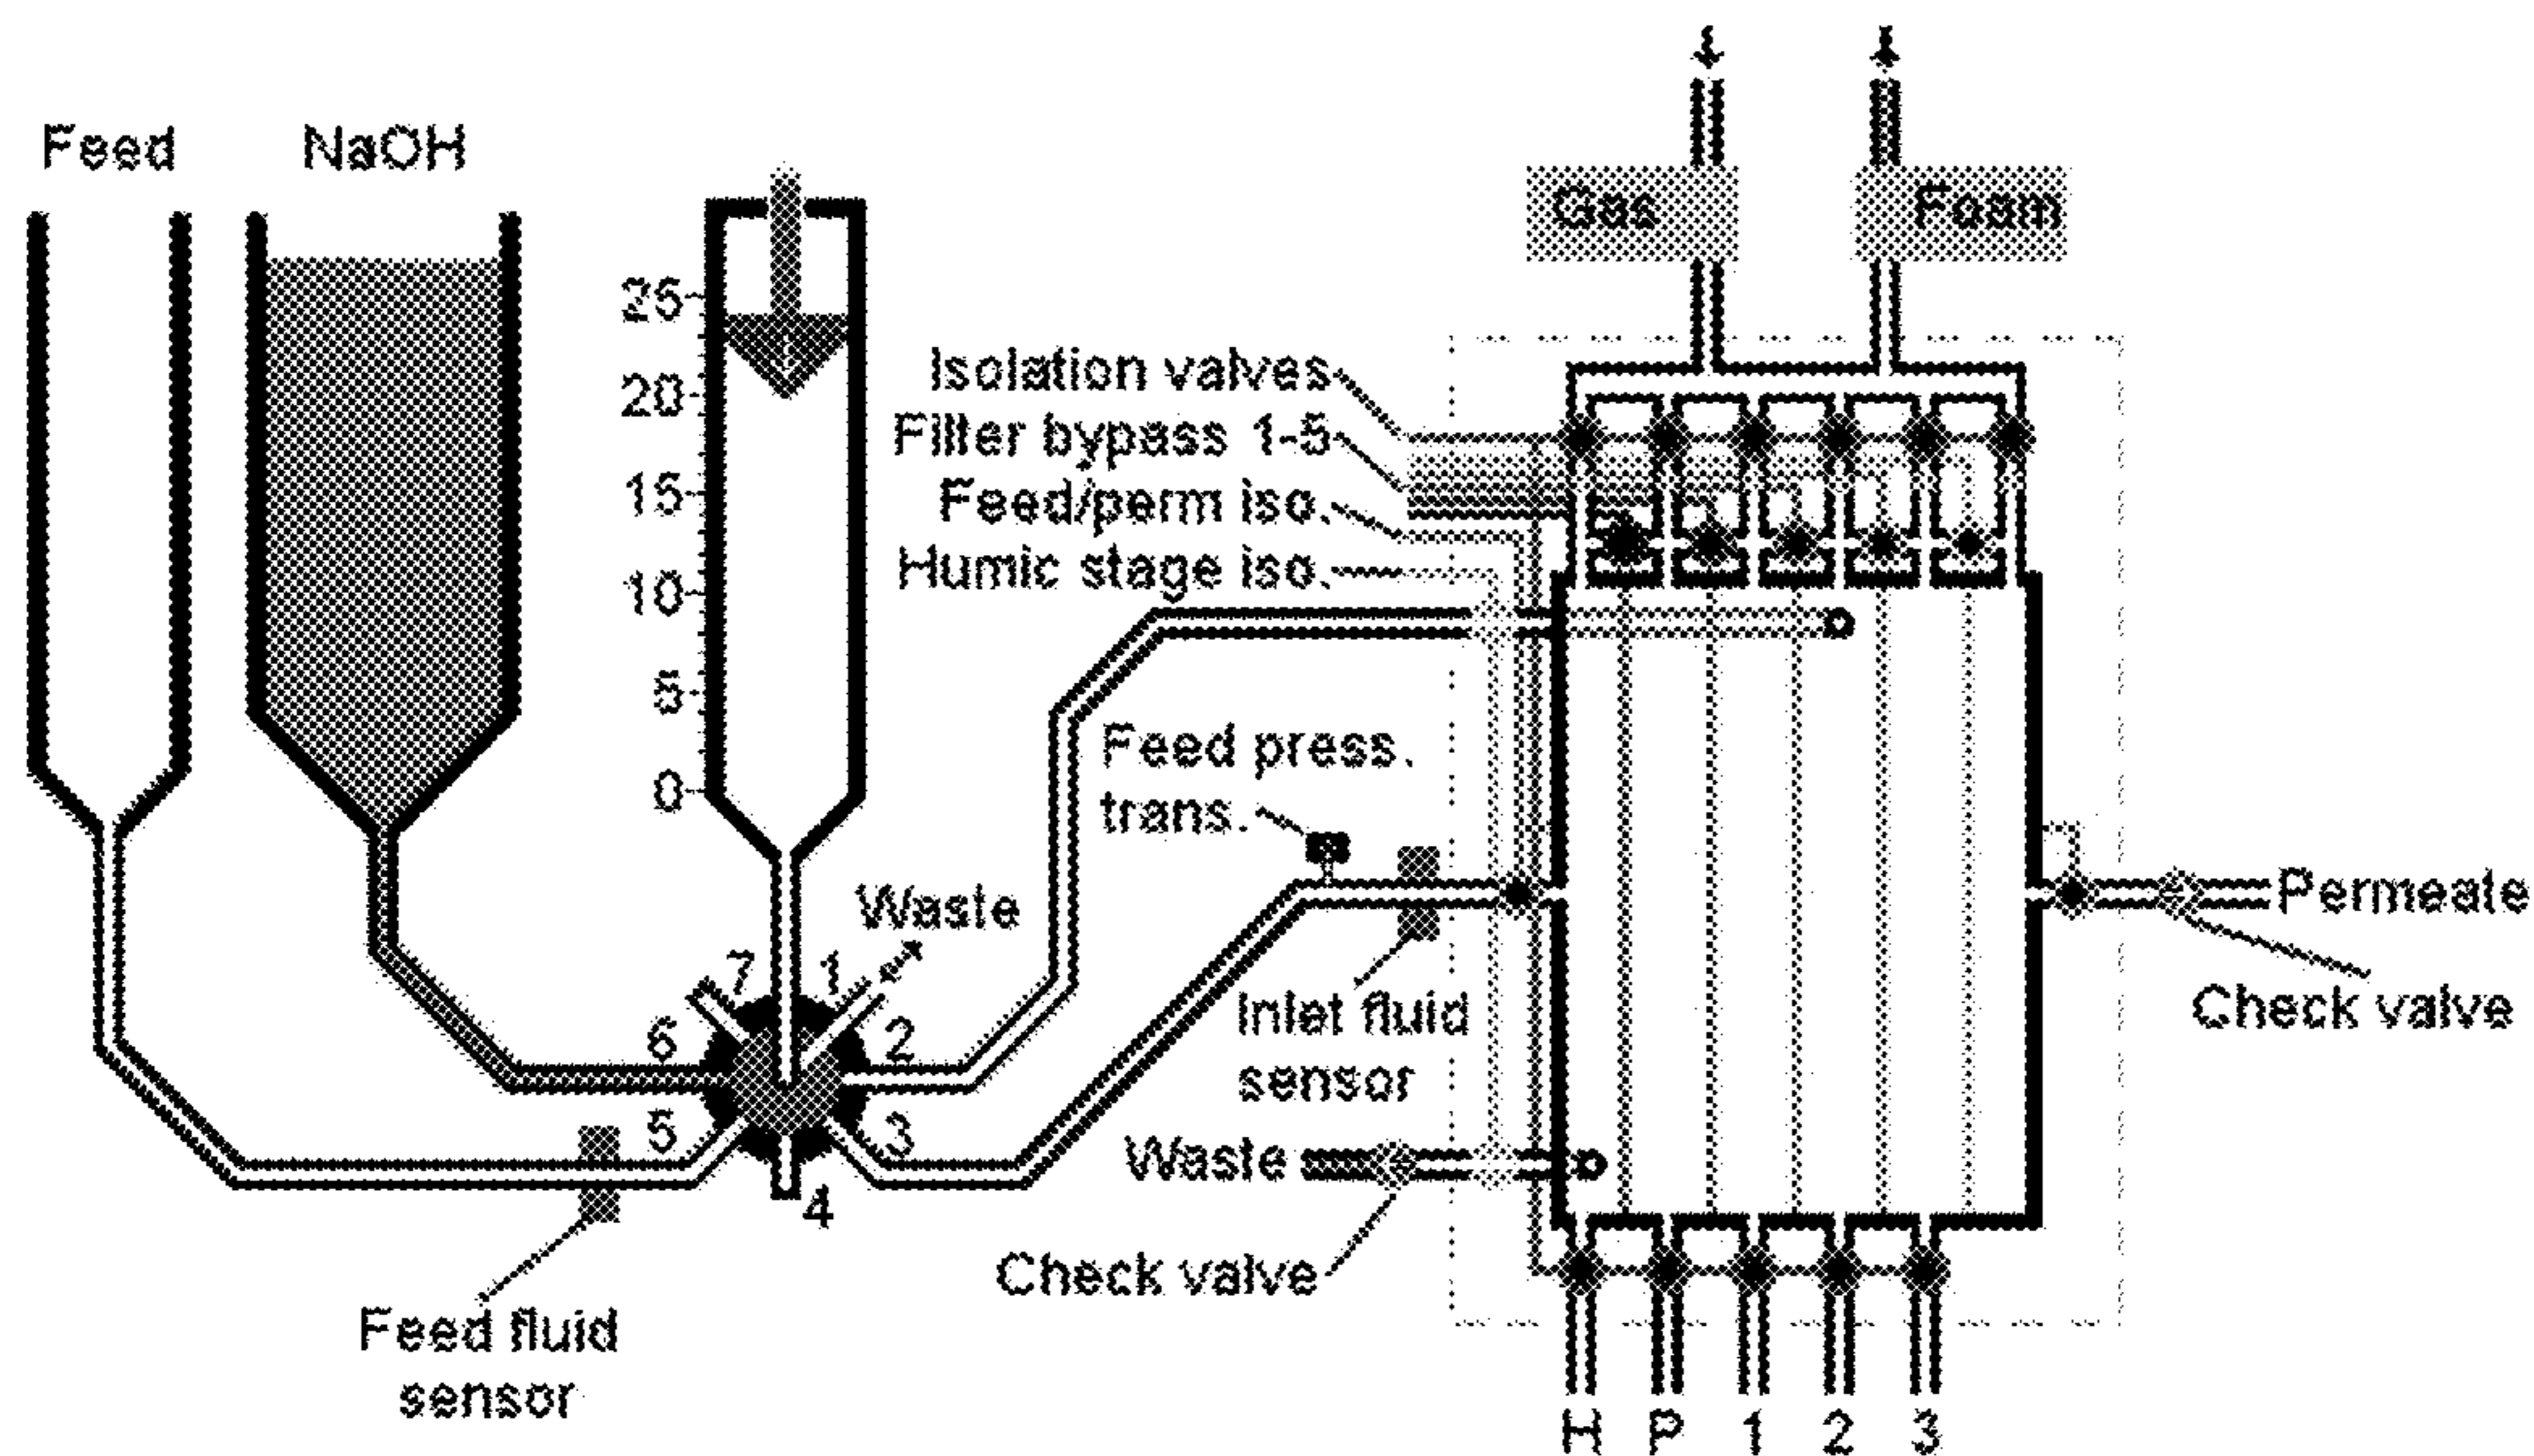 Feed
NaOH
Gas
Foam
25
20
15
10
5
0
Isolation valves
Filter bypass 1-5
Feed/perm iso.
Humic stage iso.
Feed press.
trans.
Waste
7
1
6
2
5
3
4
Inlet fluid
sensor
Permeate
Check valve
Waste
Check valve
Feed fluid
sensor
H P 1 2 3